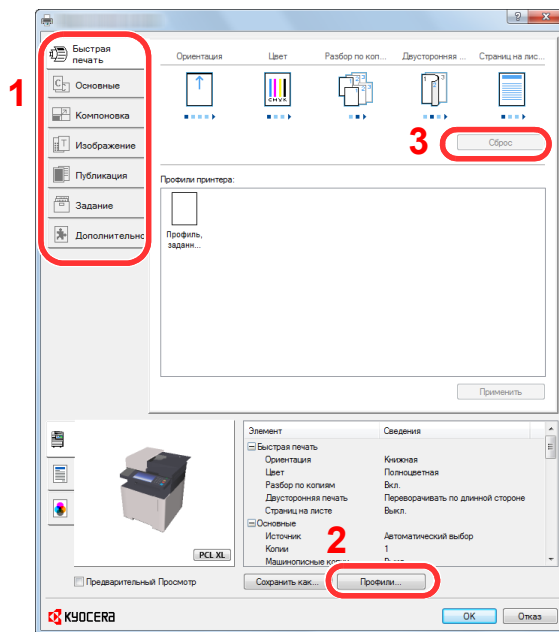 Быстрая
печать
Основные
Компоновка
Изображение
Публикация
Задание
Дополнительно
1
Ориентация Цвет Разбор по коп... Двусторонняя ... Страниц на лис...
CMYK
3
Сброс
Профили принтера:
Профиль,
заданн...
Применить
PCL XL
Предварительный Просмотр
Элемент Сведения
Быстрая печать
Ориентация Книжная
Цвет Полноцветная
Разбор по копиям Вкл.
Двусторонняя печать Переворачивать по длинной стороне
Страниц на листе Выкл.
Основные
Источник Автоматический выбор
Копии 1
Машинописные
2
Сохранить как... Профили...
KYOCERA
OK Отказ